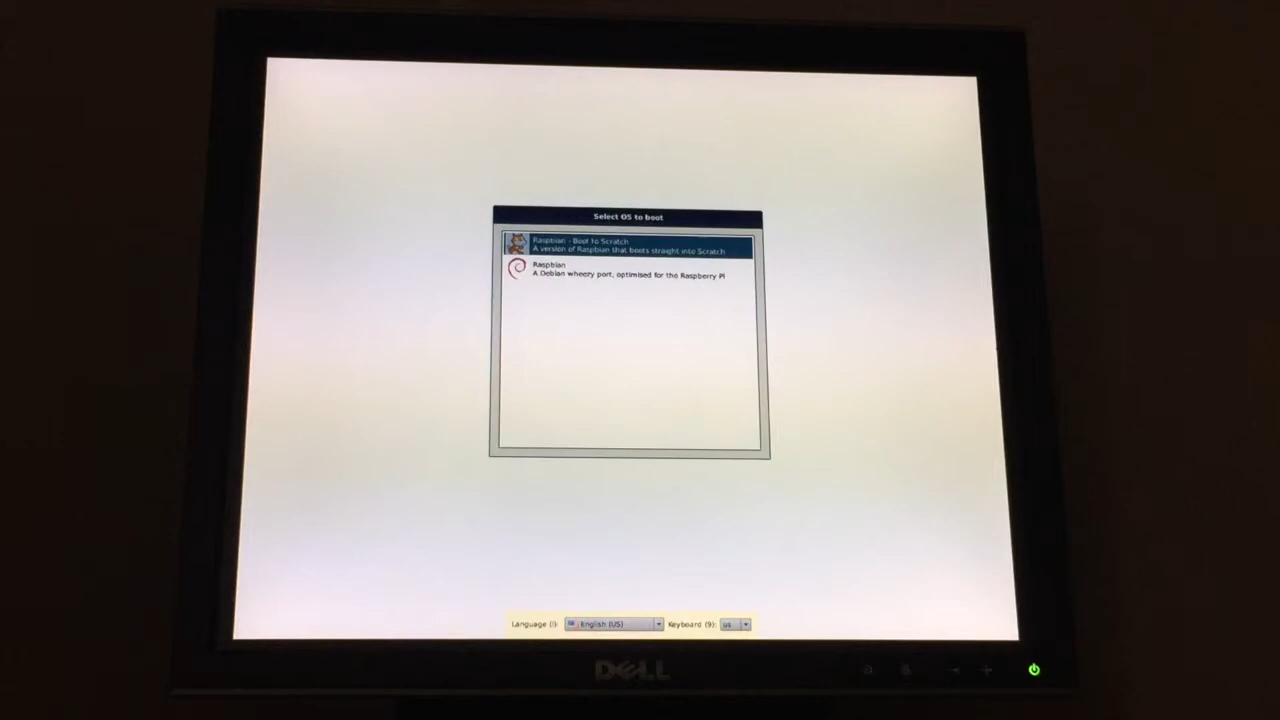 Select OS to boot
Raspbian - Boot to Scratch
A version of Raspbian that boots straight into Scratch
Raspbian
A Debian wheezy port, optimised for the Raspberry Pi
Language (l): English (US) Keyboard (9): us
DELL